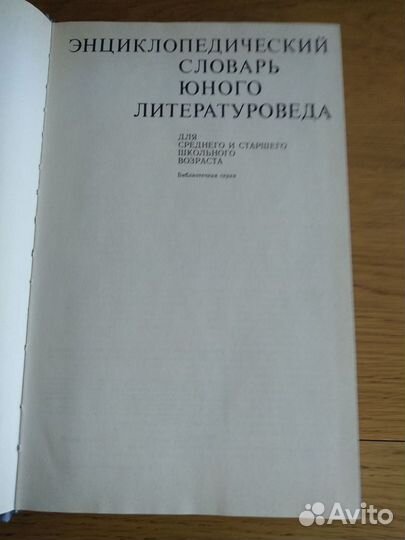 ЭНЦИКЛОПЕДИЧЕСКИЙ
СЛОВАРЬ
ЮНОГО
ЛИТЕРАТУРОВЕДА
ДЛЯ
СРЕДНЕГО И СТАРШЕГО
ШКОЛЬНОГО
ВОЗРАСТА
Библиотечная серия
Avito